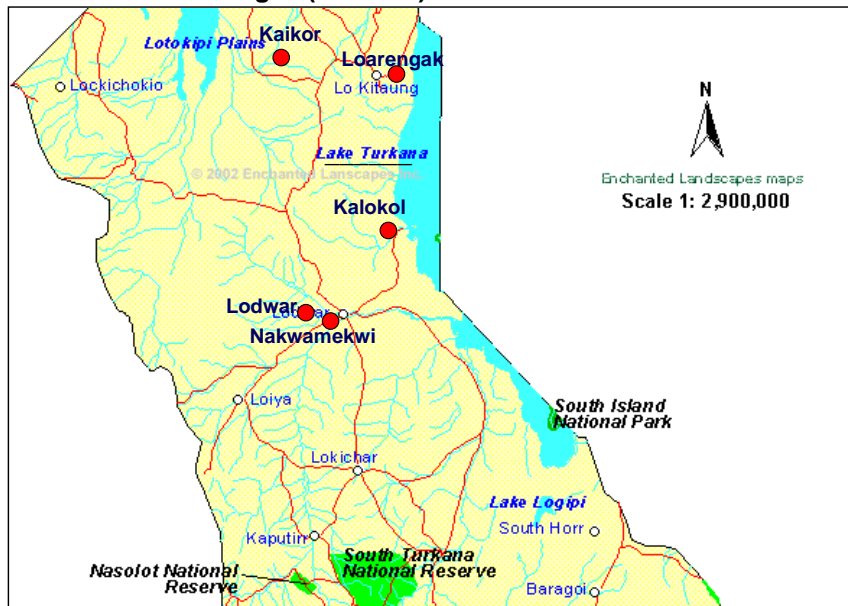 Lotokipi Plains
Kaikor
Loarengak
Lockichokio
Lo Kitaung
N
Lake Turkana
© 2002 Enchanted Lanscapes Inc.
Enchanted Landscapes maps
Scale 1: 2,900,000
Kalokol
Lodwar
Nakwamekwi
Loiya
South Island
National Park
Lokichar
Lake Logipi
South Horr
Kaputirr
South Turkana
National Reserve
Nasolot National
Reserve
Baragoi